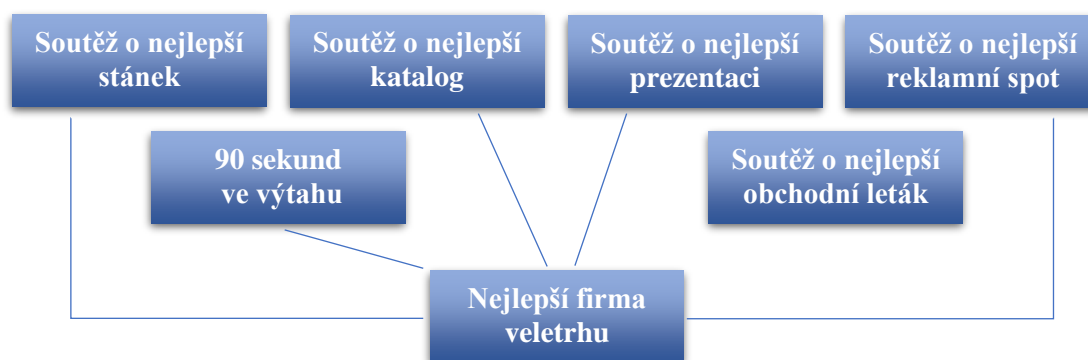 Soutěž o nejlepší
stánek
Soutěž o nejlepší
katalog
Soutěž o nejlepší
prezentaci
Soutěž o nejlepší
reklamní spot
90 sekund
ve výtahu
Soutěž o nejlepší
obchodní leták
Nejlepší firma
veletrhu